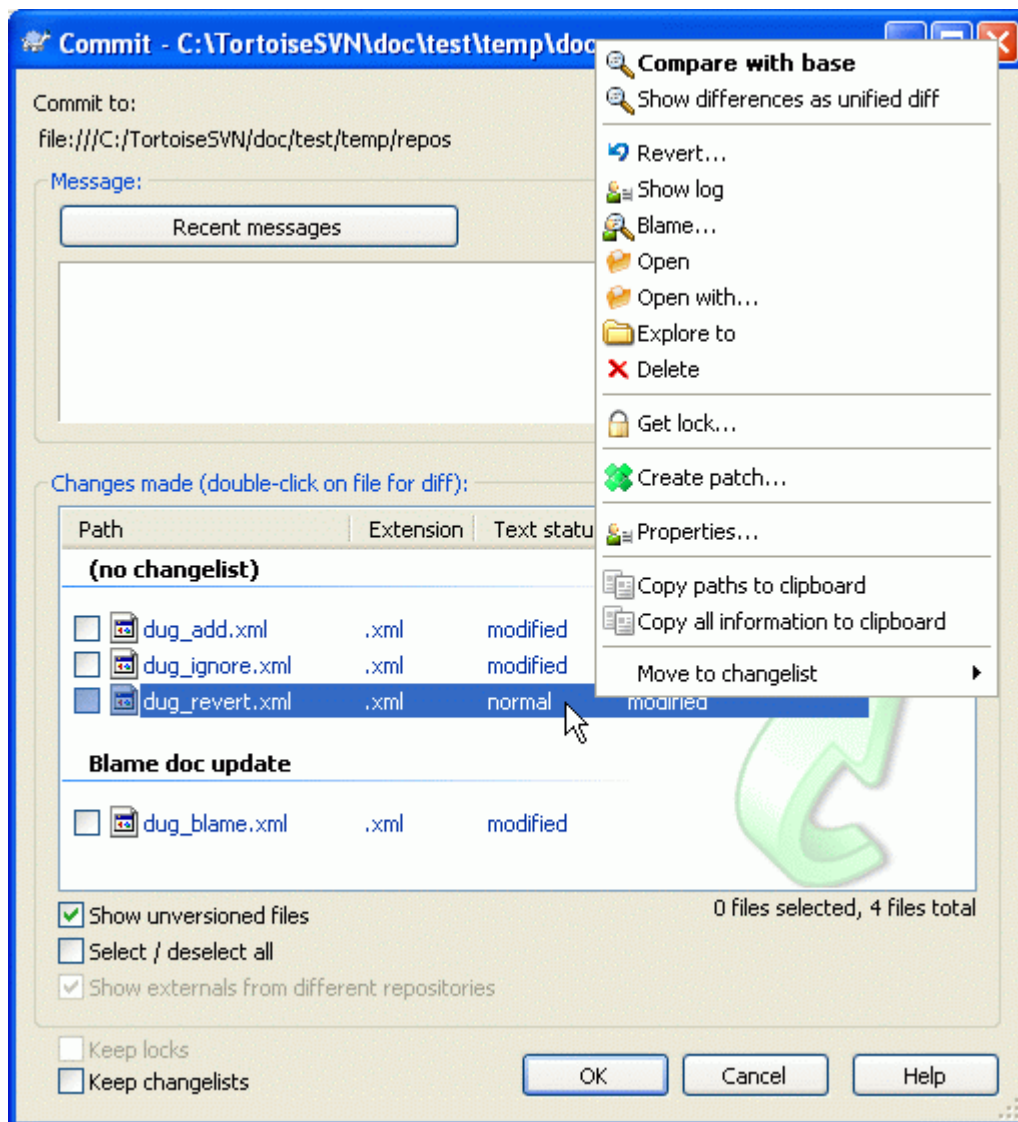 Commit - C:\TortoiseSVN\doc\test\temp\doc
Commit to:
file:///C:/TortoiseSVN/doc/test/temp/repos
Message:
Recent messages
Changes made (double-click on file for diff):
Path Extension Text statu
(no changelist)
dug_add.xml .xml modified
dug_ignore.xml .xml modified
dug_revert.xml .xml normal modified
Blame doc update
dug_blame.xml .xml modified
Show unversioned files
0 files selected, 4 files total
Select / deselect all
Show externals from different repositories
Keep locks
Keep changelists
OK Cancel Help
Compare with base
Show differences as unified diff
Revert...
Show log
Blame...
Open
Open with...
Explore to
Delete
Get lock...
Create patch...
Properties...
Copy paths to clipboard
Copy all information to clipboard
Move to changelist